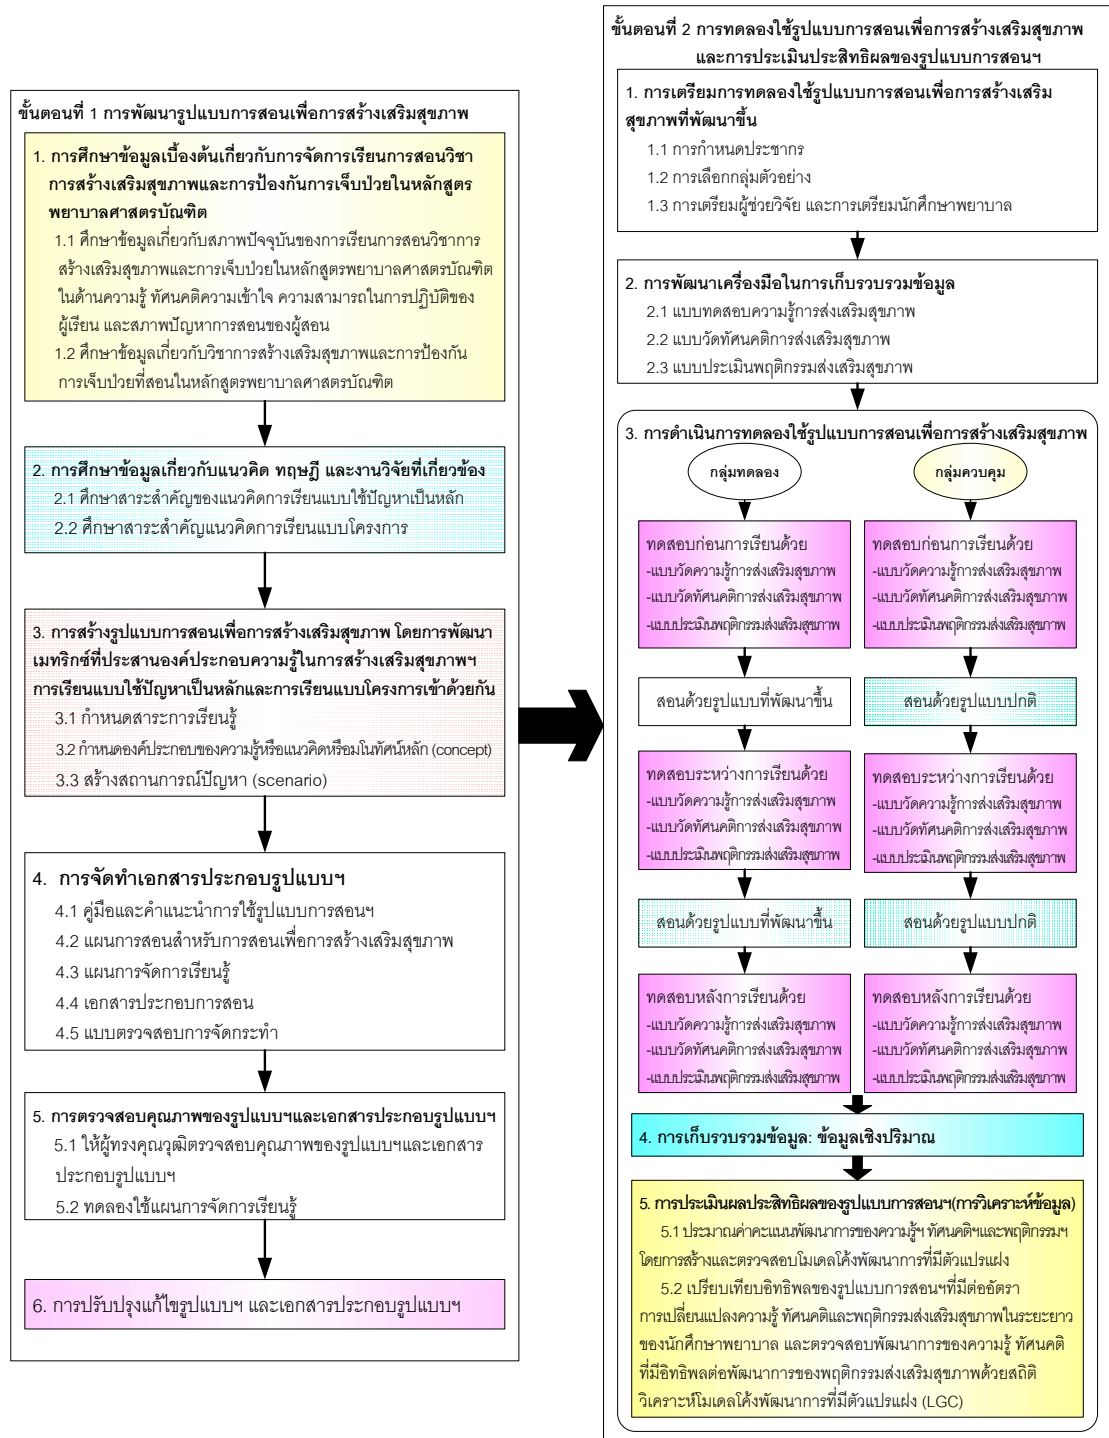 ขั้นตอนที่ 1 การพัฒนารูปแบบการสอนเพื่อการสร้างเสริมสุขภาพ
1. การศึกษาข้อมูลเบื้องต้นเกี่ยวกับการจัดการเรียนการสอนวิชา
การสร้างเสริมสุขภาพและการป้องกันการเจ็บป่วยในหลักสูตร
พยาบาลศาสตรบัณฑิต
1.1 ศึกษาข้อมูลเกี่ยวกับสภาพปัจจุบันของการเรียนการสอนวิชาการ
สร้างเสริมสุขภาพและการเจ็บป่วยในหลักสูตรพยาบาลศาสตรบัณฑิต
ในด้านความรู้ ทัศนคติความเข้าใจ ความสามารถในการปฏิบัติของ
ผู้เรียน และสภาพปัญหาการสอนของผู้สอน
1.2 ศึกษาข้อมูลเกี่ยวกับวิชาการสร้างเสริมสุขภาพและการป้องกัน
การเจ็บป่วยที่สอนในหลักสูตรพยาบาลศาสตรบัณฑิต
2. การศึกษาข้อมูลเกี่ยวกับแนวคิด ทฤษฎี และงานวิจัยที่เกี่ยวข้อง
2.1 ศึกษาสาระสำคัญของแนวคิดการเรียนแบบใช้ปัญหาเป็นหลัก
2.2 ศึกษาสาระสำคัญแนวคิดการเรียนแบบโครงการ
3. การสร้างรูปแบบการสอนเพื่อการสร้างเสริมสุขภาพ โดยการพัฒนา
เมทริกซ์ที่ประสานองค์ประกอบความรู้ในการสร้างเสริมสุขภาพฯ
การเรียนแบบใช้ปัญหาเป็นหลักและการเรียนแบบโครงการเข้าด้วยกัน
3.1 กำหนดสาระการเรียนรู้
3.2 กำหนดองค์ประกอบของความรู้หรือแนวคิดหรือมโนทัศน์หลัก (concept)
3.3 สร้างสถานการณ์ปัญหา (scenario)
4. การจัดทำเอกสารประกอบรูปแบบฯ
4.1 คู่มือและคำแนะนำการใช้รูปแบบการสอนฯ
4.2 แผนการสอนสำหรับการสอนเพื่อการสร้างเสริมสุขภาพ
4.3 แผนการจัดการเรียนรู้
4.4 เอกสารประกอบการสอน
4.5 แบบตรวจสอบการจัดกระทำ
5. การตรวจสอบคุณภาพของรูปแบบฯและเอกสารประกอบรูปแบบฯ
5.1 ให้ผู้ทรงคุณวุฒิตรวจสอบคุณภาพของรูปแบบฯและเอกสาร
ประกอบรูปแบบฯ
5.2 ทดลองใช้แผนการจัดการเรียนรู้
6. การปรับปรุงแก้ไขรูปแบบฯ และเอกสารประกอบรูปแบบฯ
ขั้นตอนที่ 2 การทดลองใช้รูปแบบการสอนเพื่อการสร้างเสริมสุขภาพ
และการประเมินประสิทธิผลของรูปแบบการสอนฯ
1. การเตรียมการทดลองใช้รูปแบบการสอนเพื่อการสร้างเสริม
สุขภาพที่พัฒนาขึ้น
1.1 การกำหนดประชากร
1.2 การเลือกกลุ่มตัวอย่าง
1.3 การเตรียมผู้ช่วยวิจัย และการเตรียมนักศึกษาพยาบาล
2. การพัฒนาเครื่องมือในการเก็บรวบรวมข้อมูล
2.1 แบบทดสอบความรู้การส่งเสริมสุขภาพ
2.2 แบบวัดทัศนคติการส่งเสริมสุขภาพ
2.3 แบบประเมินพฤติกรรมส่งเสริมสุขภาพ
3. การดำเนินการทดลองใช้รูปแบบการสอนเพื่อการสร้างเสริมสุขภาพ
กลุ่มทดลอง
ทดสอบก่อนการเรียนด้วย
-แบบวัดความรู้การส่งเสริมสุขภาพ
-แบบวัดทัศนคติการส่งเสริมสุขภาพ
-แบบประเมินพฤติกรรมส่งเสริมสุขภาพ
สอนด้วยรูปแบบที่พัฒนาขึ้น
ทดสอบระหว่างการเรียนด้วย
-แบบวัดความรู้การส่งเสริมสุขภาพ
-แบบวัดทัศนคติการส่งเสริมสุขภาพ
-แบบประเมินพฤติกรรมส่งเสริมสุขภาพ
สอนด้วยรูปแบบที่พัฒนาขึ้น
ทดสอบหลังการเรียนด้วย
-แบบวัดความรู้การส่งเสริมสุขภาพ
-แบบวัดทัศนคติการส่งเสริมสุขภาพ
-แบบประเมินพฤติกรรมส่งเสริมสุขภาพ
กลุ่มควบคุม
ทดสอบก่อนการเรียนด้วย
-แบบวัดความรู้การส่งเสริมสุขภาพ
-แบบวัดทัศนคติการส่งเสริมสุขภาพ
-แบบประเมินพฤติกรรมส่งเสริมสุขภาพ
สอนด้วยรูปแบบปกติ
ทดสอบระหว่างการเรียนด้วย
-แบบวัดความรู้การส่งเสริมสุขภาพ
-แบบวัดทัศนคติการส่งเสริมสุขภาพ
-แบบประเมินพฤติกรรมส่งเสริมสุขภาพ
สอนด้วยรูปแบบปกติ
ทดสอบหลังการเรียนด้วย
-แบบวัดความรู้การส่งเสริมสุขภาพ
-แบบวัดทัศนคติการส่งเสริมสุขภาพ
-แบบประเมินพฤติกรรมส่งเสริมสุขภาพ
4. การเก็บรวบรวมข้อมูล: ข้อมูลเชิงปริมาณ
5. การประเมินผลประสิทธิผลของรูปแบบการสอนฯ(การวิเคราะห์ข้อมูล)
5.1 ประมาณค่าคะแนนพัฒนาการของความรู้ฯ ทัศนคติฯและพฤติกรรมฯ
โดยการสร้างและตรวจสอบโมเดลโค้งพัฒนาการที่มีตัวแปรแฝง
5.2 เปรียบเทียบอิทธิพลของรูปแบบการสอนฯที่มีต่ออัตรา
การเปลี่ยนแปลงความรู้ ทัศนคติและพฤติกรรมส่งเสริมสุขภาพในระยะยาว
ของนักศึกษาพยาบาล และตรวจสอบพัฒนาการของความรู้ ทัศนคติ
ที่มีอิทธิพลต่อพัฒนาการของพฤติกรรมส่งเสริมสุขภาพด้วยสถิติ
วิเคราะห์โมเดลโค้งพัฒนาการที่มีตัวแปรแฝง (LGC)